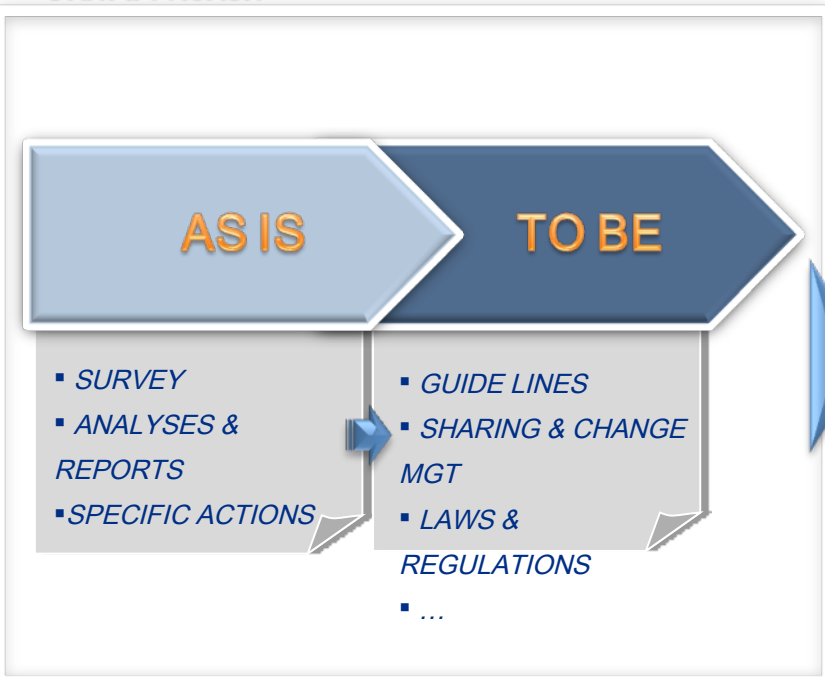 AS IS
TO BE
▪ SURVEY
▪ ANALYSES &
REPORTS
▪SPECIFIC ACTIONS
▪ GUIDE LINES
▪ SHARING & CHANGE
MGT
▪ LAWS &
REGULATIONS
▪ …